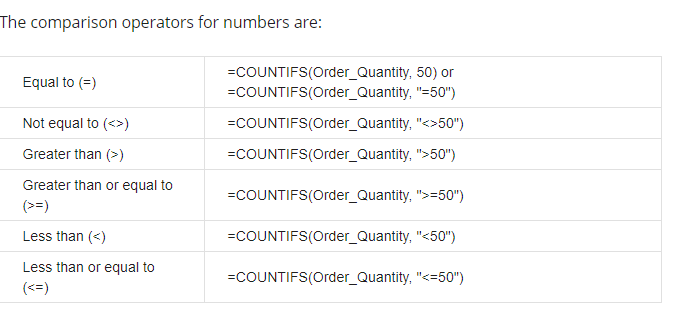 The comparison operators for numbers are:
Equal to (=)
=COUNTIFS(Order_Quantity, 50) or
=COUNTIFS(Order_Quantity, "=50")
Not equal to (<>)
=COUNTIFS(Order_Quantity, "<>50")
Greater than (>)
=COUNTIFS(Order_Quantity, ">50")
Greater than or equal to
(>=)
=COUNTIFS(Order_Quantity, ">=50")
Less than (<)
=COUNTIFS(Order_Quantity, "<50")
Less than or equal to
(<=)
=COUNTIFS(Order_Quantity, "<=50")